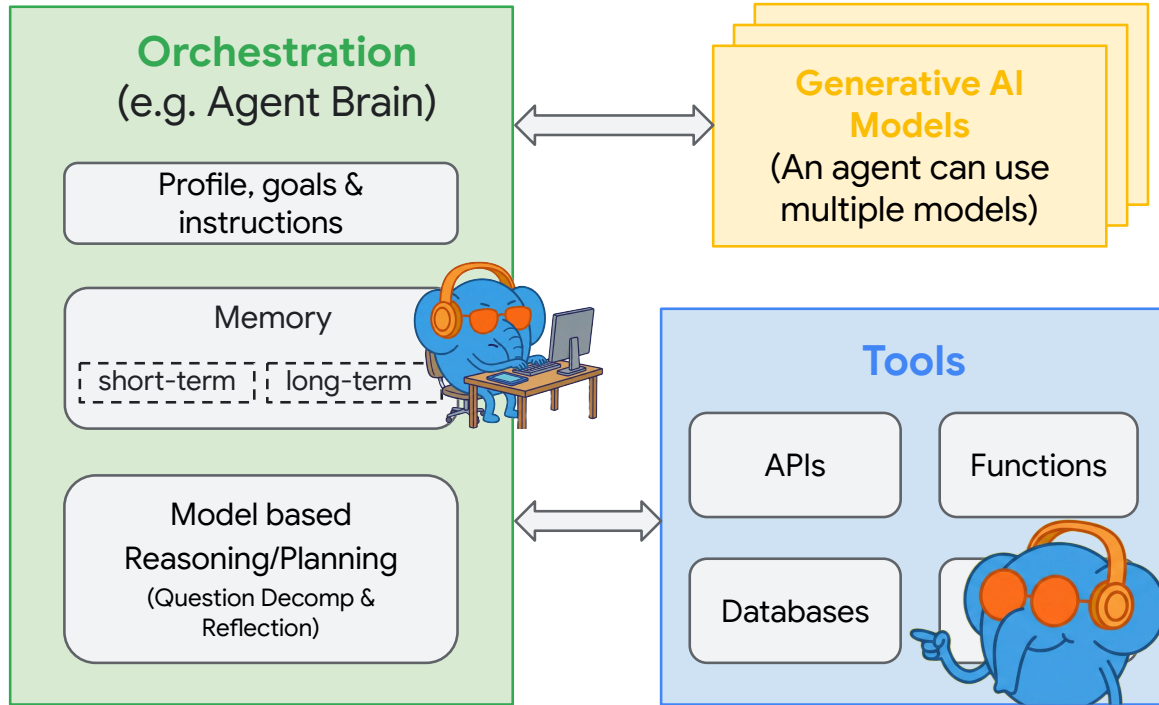 Orchestration
(e.g. Agent Brain)
Profile, goals &
instructions
Memory
short-term
long-term
Model based
Reasoning/Planning
(Question Decomp &
Reflection)
Generative AI
Models
(An agent can use
multiple models)
Tools
APIs
Functions
Databases